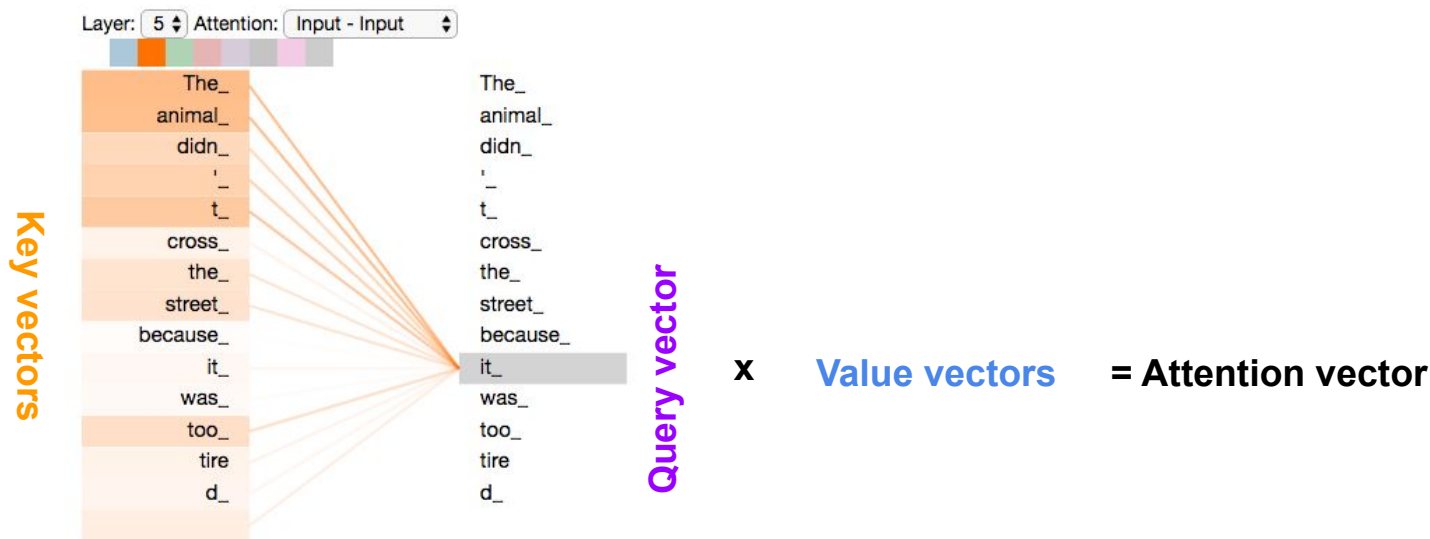 Layer: 5 Attention: Input - Input
The_
animal_
didn_
'_
t_
cross_
the_
street_
because_
it_
was_
too_
tire
d_
The_
animal_
didn_
'_
t_
cross_
the_
street_
because_
it_
was_
too_
tire
d_
Key vectors
Query vector
x Value vectors = Attention vector